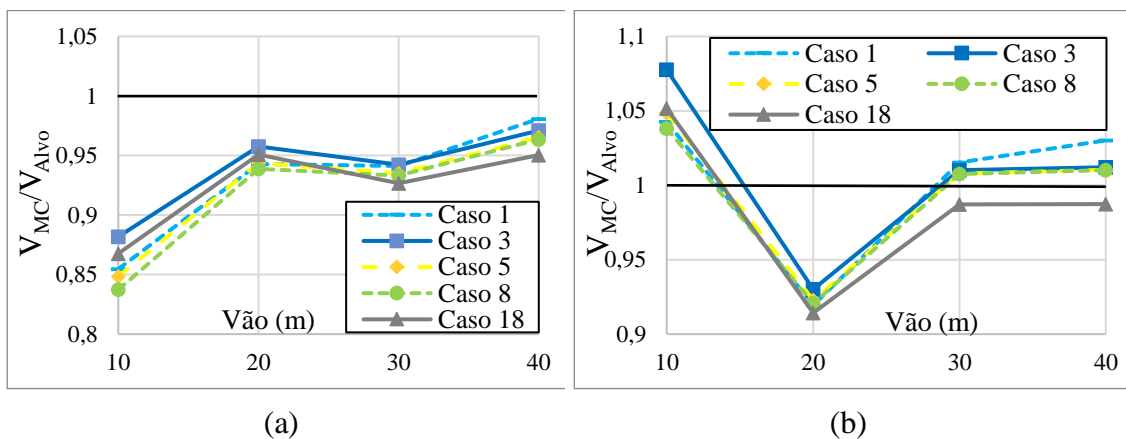 1,05
1
0,95
0,9
0,85
0,8
V_MC/V_Alvo
Vão (m)
10 20 30 40
Caso 1
Caso 3
Caso 5
Caso 8
Caso 18
(a)
1,1
1,05
1
0,95
0,9
V_MC/V_Alvo
Caso 1 Caso 3
Caso 5 Caso 8
Caso 18
Vão (m)
10 20 30 40
(b)